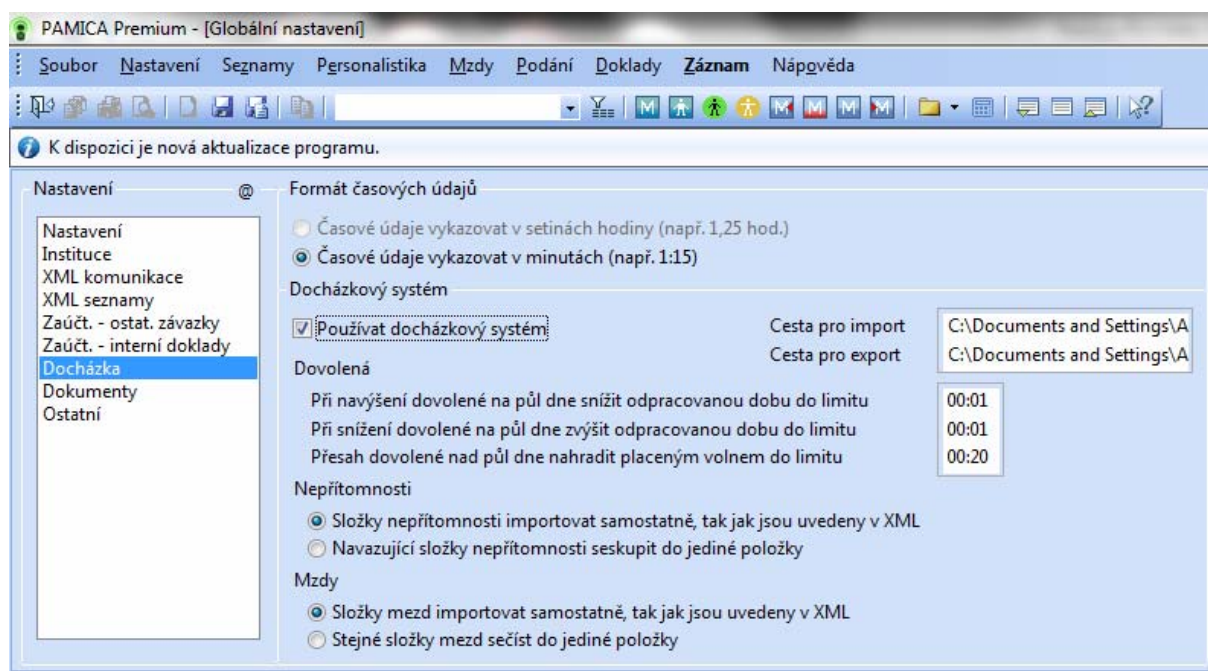 PAMICA Premium - [Globální nastavení]
Soubor Nastavení Seznamy Personalistika Mzdy Podání Doklady Záznam Nápověda
K dispozici je nová aktualizace programu.
Nastavení @
Nastavení
Instituce
XML komunikace
XML seznamy
Zaúčt. - ostat. závazky
Zaúčt. - interní doklady
Docházka
Dokumenty
Ostatní
Formát časových údajů
Časové údaje vykazovat v setinách hodiny (např. 1,25 hod.)
Časové údaje vykazovat v minutách (např. 1:15)
Docházkový systém
Používat docházkový systém
Cesta pro import C:\Documents and Settings\A
Cesta pro export C:\Documents and Settings\A
Dovolená
Při navýšení dovolené na půl dne snížit odpracovanou dobu do limitu 00:01
Při snížení dovolené na půl dne zvýšit odpracovanou dobu do limitu 00:01
Přesah dovolené nad půl dne nahradit placeným volnem do limitu 00:20
Nepřítomnosti
Složky nepřítomnosti importovat samostatně, tak jak jsou uvedeny v XML
Navazující složky nepřítomnosti seskupit do jediné položky
Mzdy
Složky mezd importovat samostatně, tak jak jsou uvedeny v XML
Stejné složky mezd sečíst do jediné položky